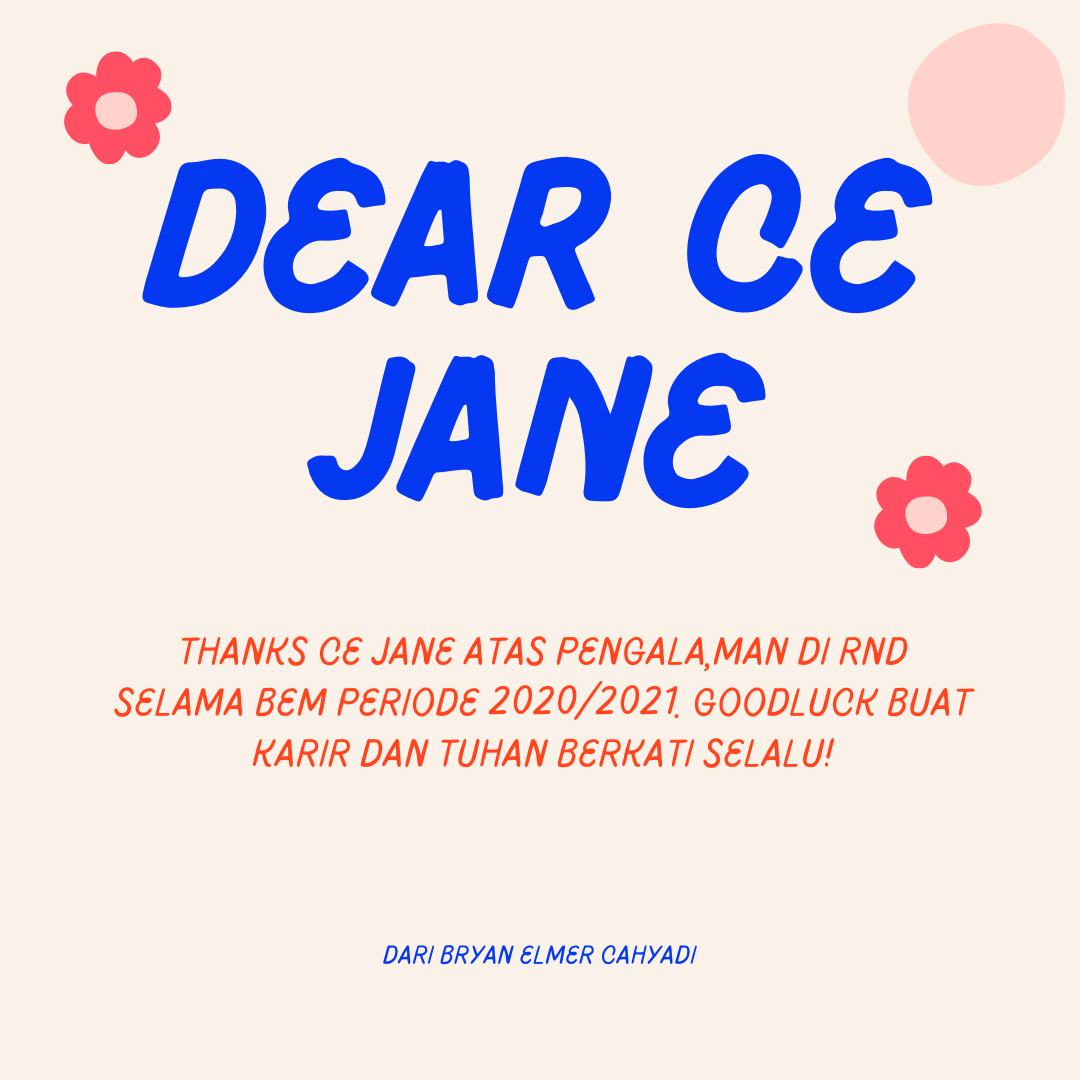 DEAR CE
JANE
THANKS CE JANE ATAS PENGALA,MAN DI RND
SELAMA BEM PERIODE 2020/2021. GOODLUCK BUAT
KARIR DAN TUHAN BERKATI SELALU!
DARI BRYAN ELMER CAHYADI